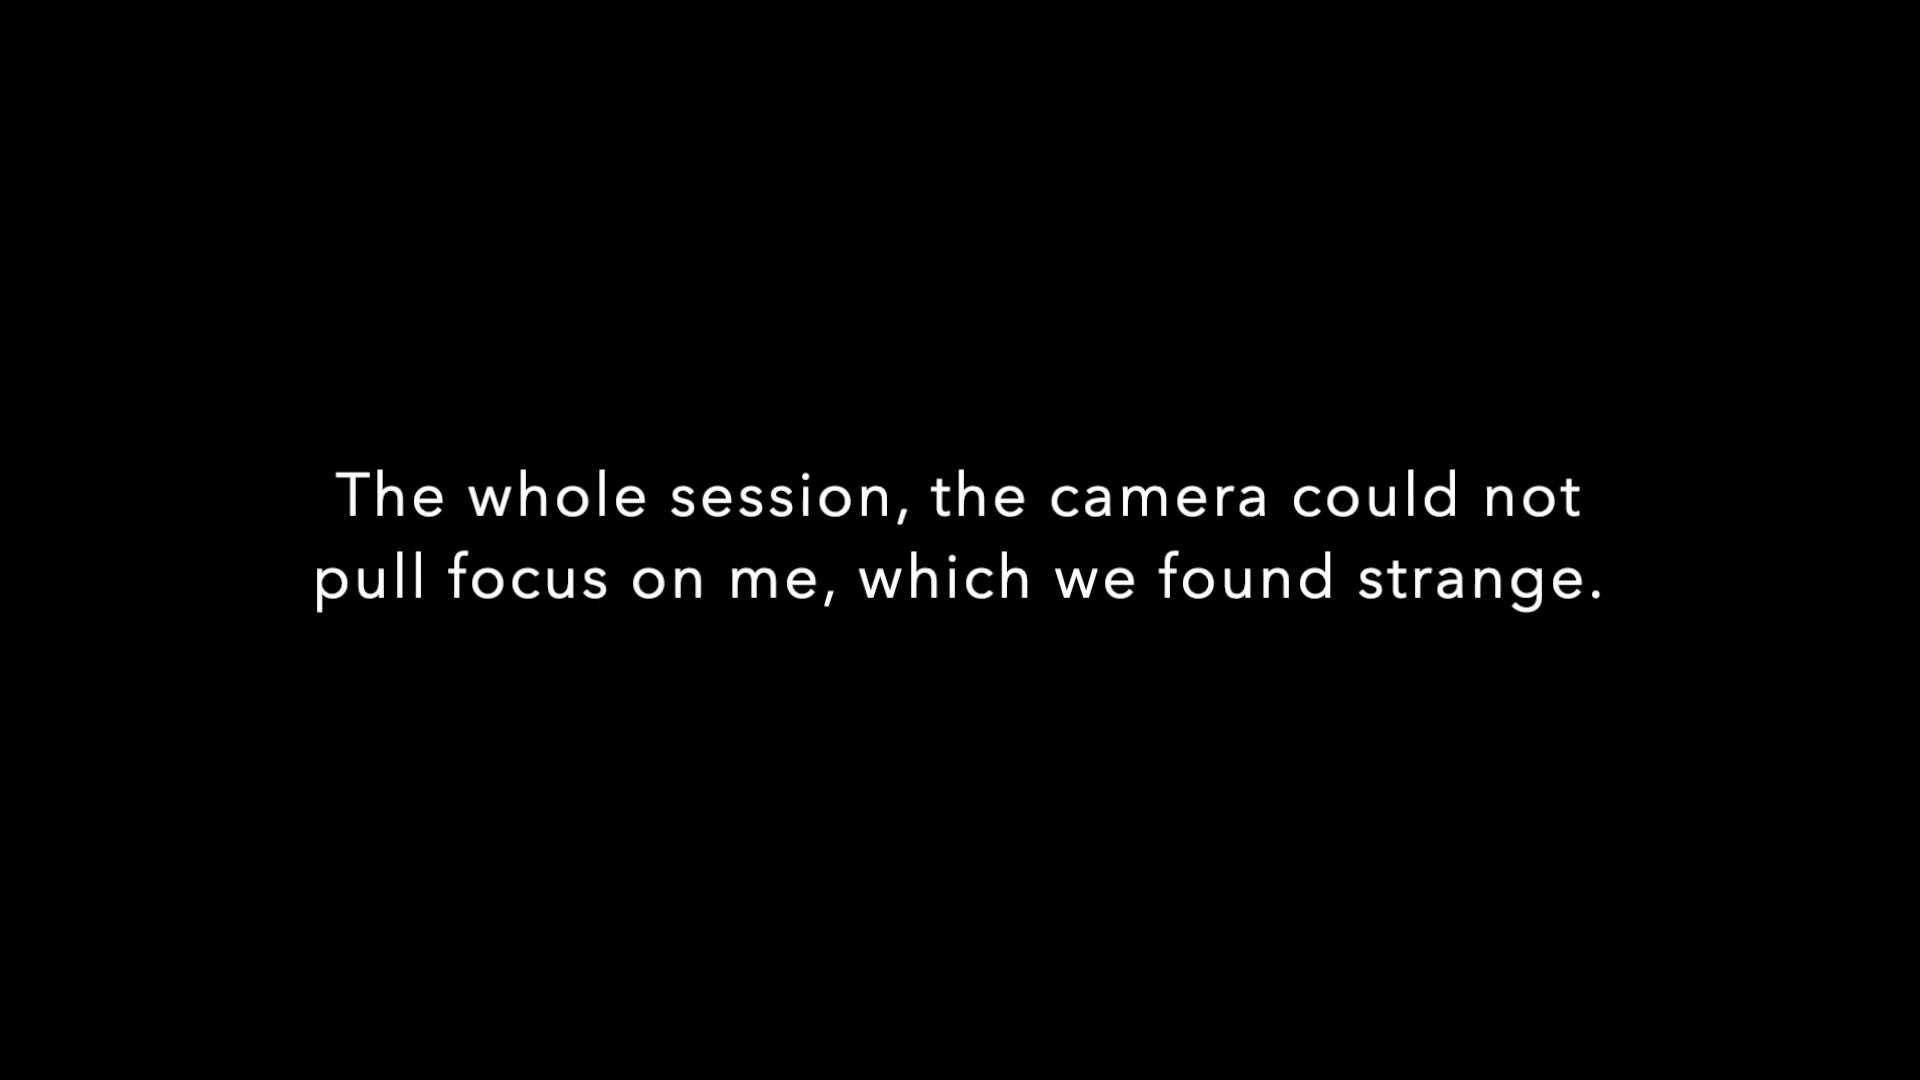 The whole session, the camera could not
pull focus on me, which we found strange.